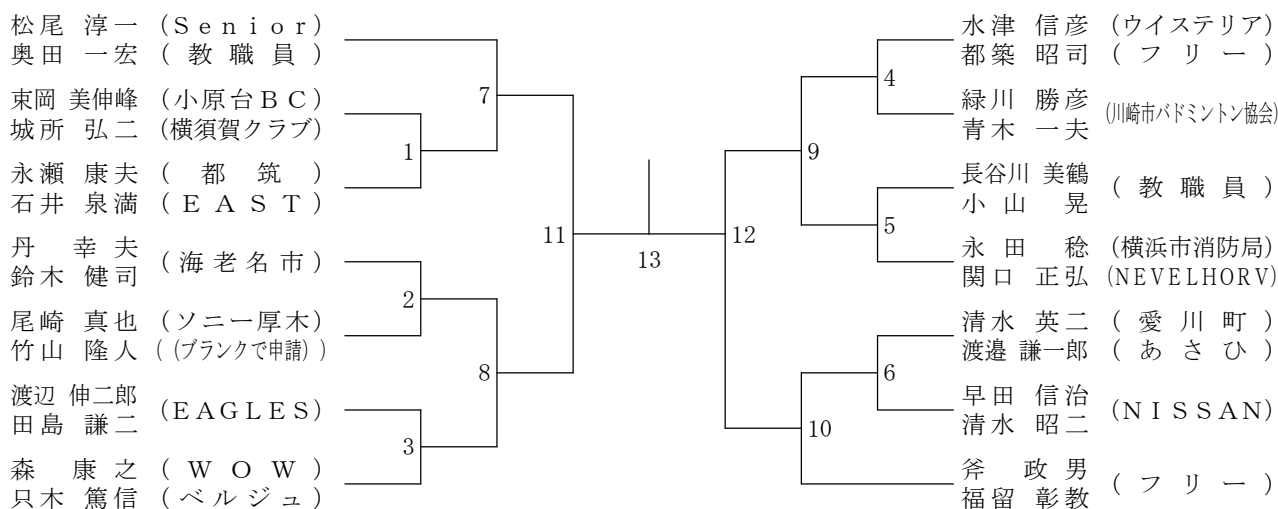 松尾 淳一 (Senior)
奥田 一宏 (教職員)
束岡 美伸峰 (小原台BC)
城所 弘二 (横須賀クラブ)
永瀬 康夫 (都筑)
石井 泉満 (EAST)
丹 幸夫 (海老名市)
鈴木 健司
尾崎 真也 (ソニー厚木)
竹山 隆人 ((ブランクで申請))
渡辺 伸二郎 (EAGLES)
田島 謙二
森 康之 (WOW)
只木 篤信 (ベルジュ)
7
1
11
2
8
3
13
12
9
4
5
6
10
水津 信彦 (ウイステリア)
都築 昭司 (フリー)
緑川 勝彦 (川崎市バドミントン協会)
青木 一夫
長谷川 美鶴 (教職員)
小山 晃
永田 稔 (横浜市消防局)
関口 正弘 (NEVELHORV)
清水 英二 (愛川町)
渡邉 謙一郎 (あさひ)
早田 信治 (NISSAN)
清水 昭二
斧 政男 (フリー)
福留 彰教